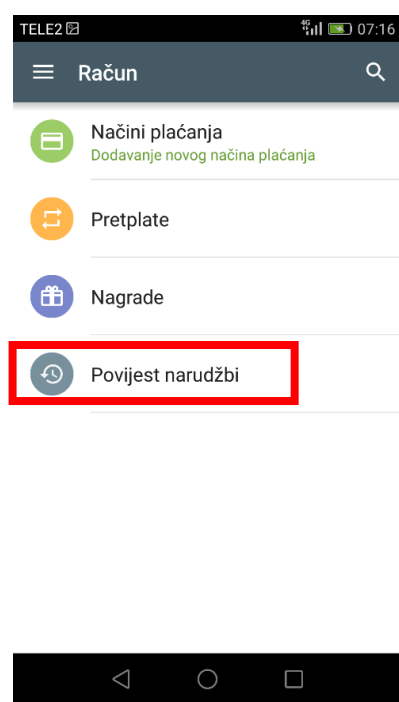 TELE2 4G 07:16
Račun
Načini plaćanja
Dodavanje novog načina plaćanja
Pretplate
Nagrade
Povijest narudžbi